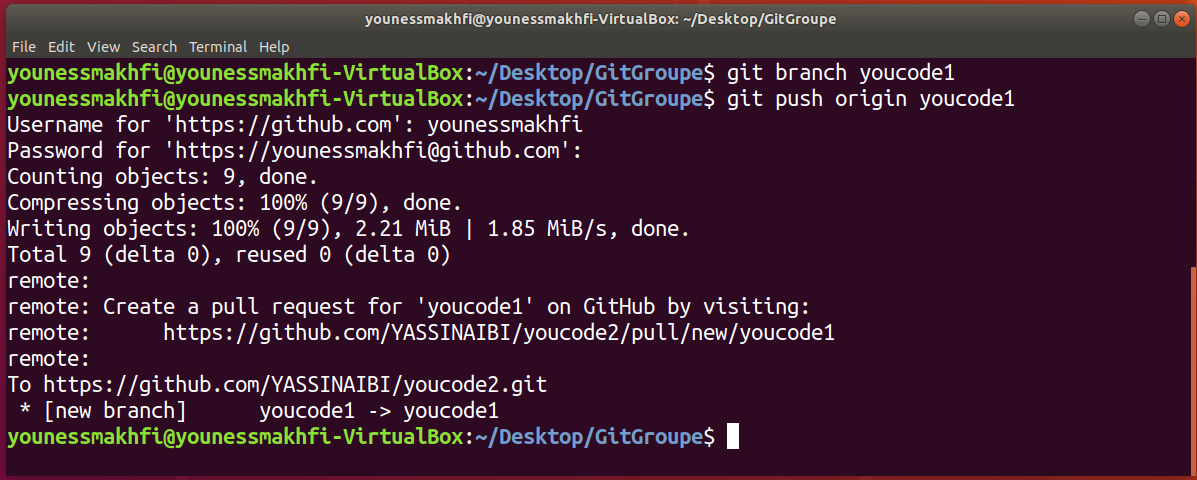 younessmakhfi@younessmakhfi-VirtualBox: ~/Desktop/GitGroupe
File Edit View Search Terminal Help
younessmakhfi@younessmakhfi-VirtualBox:~/Desktop/GitGroupe$ git branch youcode1
younessmakhfi@younessmakhfi-VirtualBox:~/Desktop/GitGroupe$ git push origin youcode1
Username for 'https://github.com': younessmakhfi
Password for 'https://younessmakhfi@github.com':
Counting objects: 9, done.
Compressing objects: 100% (9/9), done.
Writing objects: 100% (9/9), 2.21 MiB | 1.85 MiB/s, done.
Total 9 (delta 0), reused 0 (delta 0)
remote:
remote: Create a pull request for 'youcode1' on GitHub by visiting:
remote:      https://github.com/YASSINAIBI/youcode2/pull/new/youcode1
remote:
To https://github.com/YASSINAIBI/youcode2.git
 * [new branch]      youcode1 -> youcode1
younessmakhfi@younessmakhfi-VirtualBox:~/Desktop/GitGroupe$